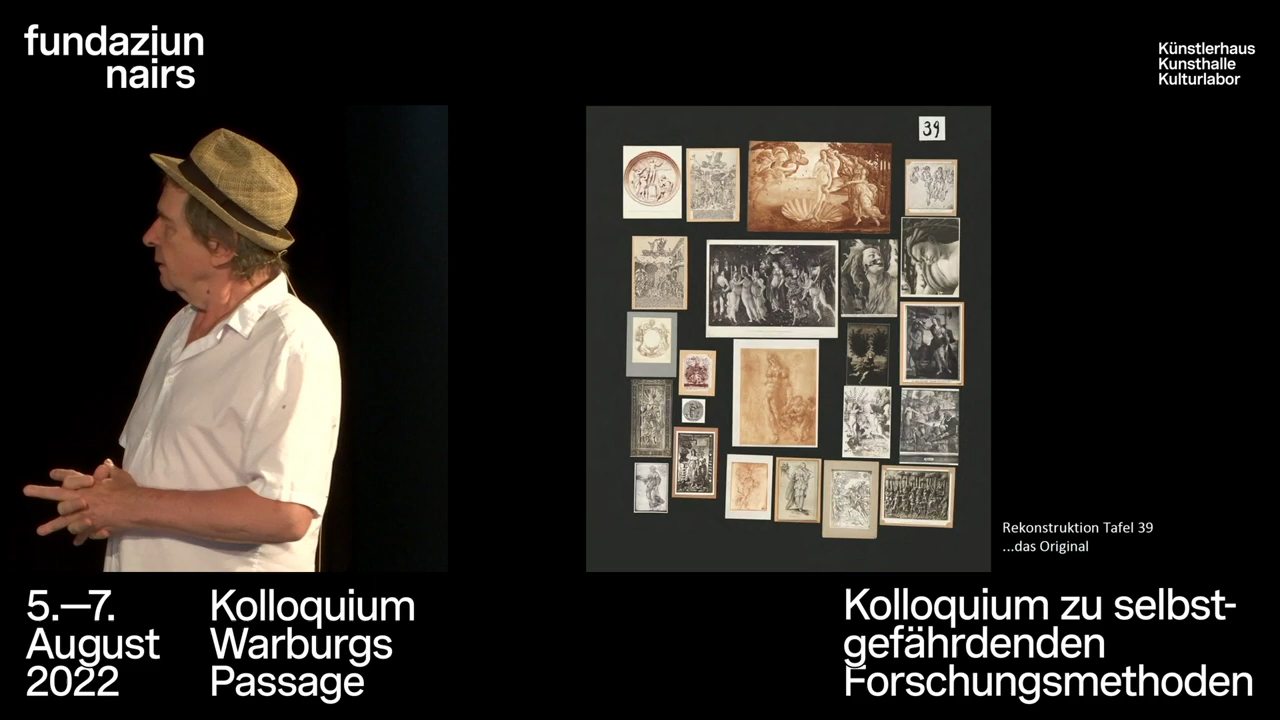 fundaziun
nairs
Künstlerhaus
Kunsthalle
Kulturlabor
39
Rekonstruktion Tafel 39
...das Original
5.—7.
August
2022
Kolloquium
Warburgs
Passage
Kolloquium zu selbst-
gefährdenden
Forschungsmethoden